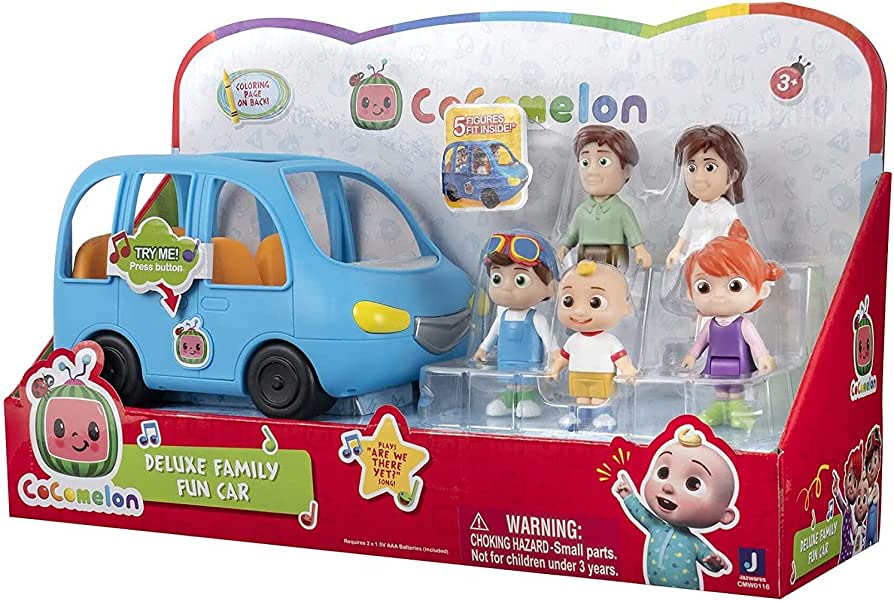 COLORING
PAGE
ON BACK!
CoComelon
3+
5 FIGURES
FIT INSIDE!
TRY ME!
Press button.
CoComelon
DELUXE FAMILY
FUN CAR
PLAYS
"ARE WE
THERE
YET?"
SONG!
Requires 2 x 1.5V AAA Batteries (Included)
WARNING:
CHOKING HAZARD-Small parts.
Not for children under 3 years.
Jazwares
CMW0116
CoComelon
DELUXE FAMILY
FUN CAR